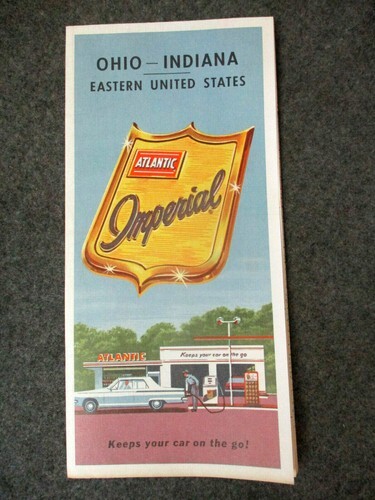 OHIO — INDIANA
EASTERN UNITED STATES
ATLANTIC
Imperial
ATLANTIC
Keeps your car on the go
Keeps your car on the go!